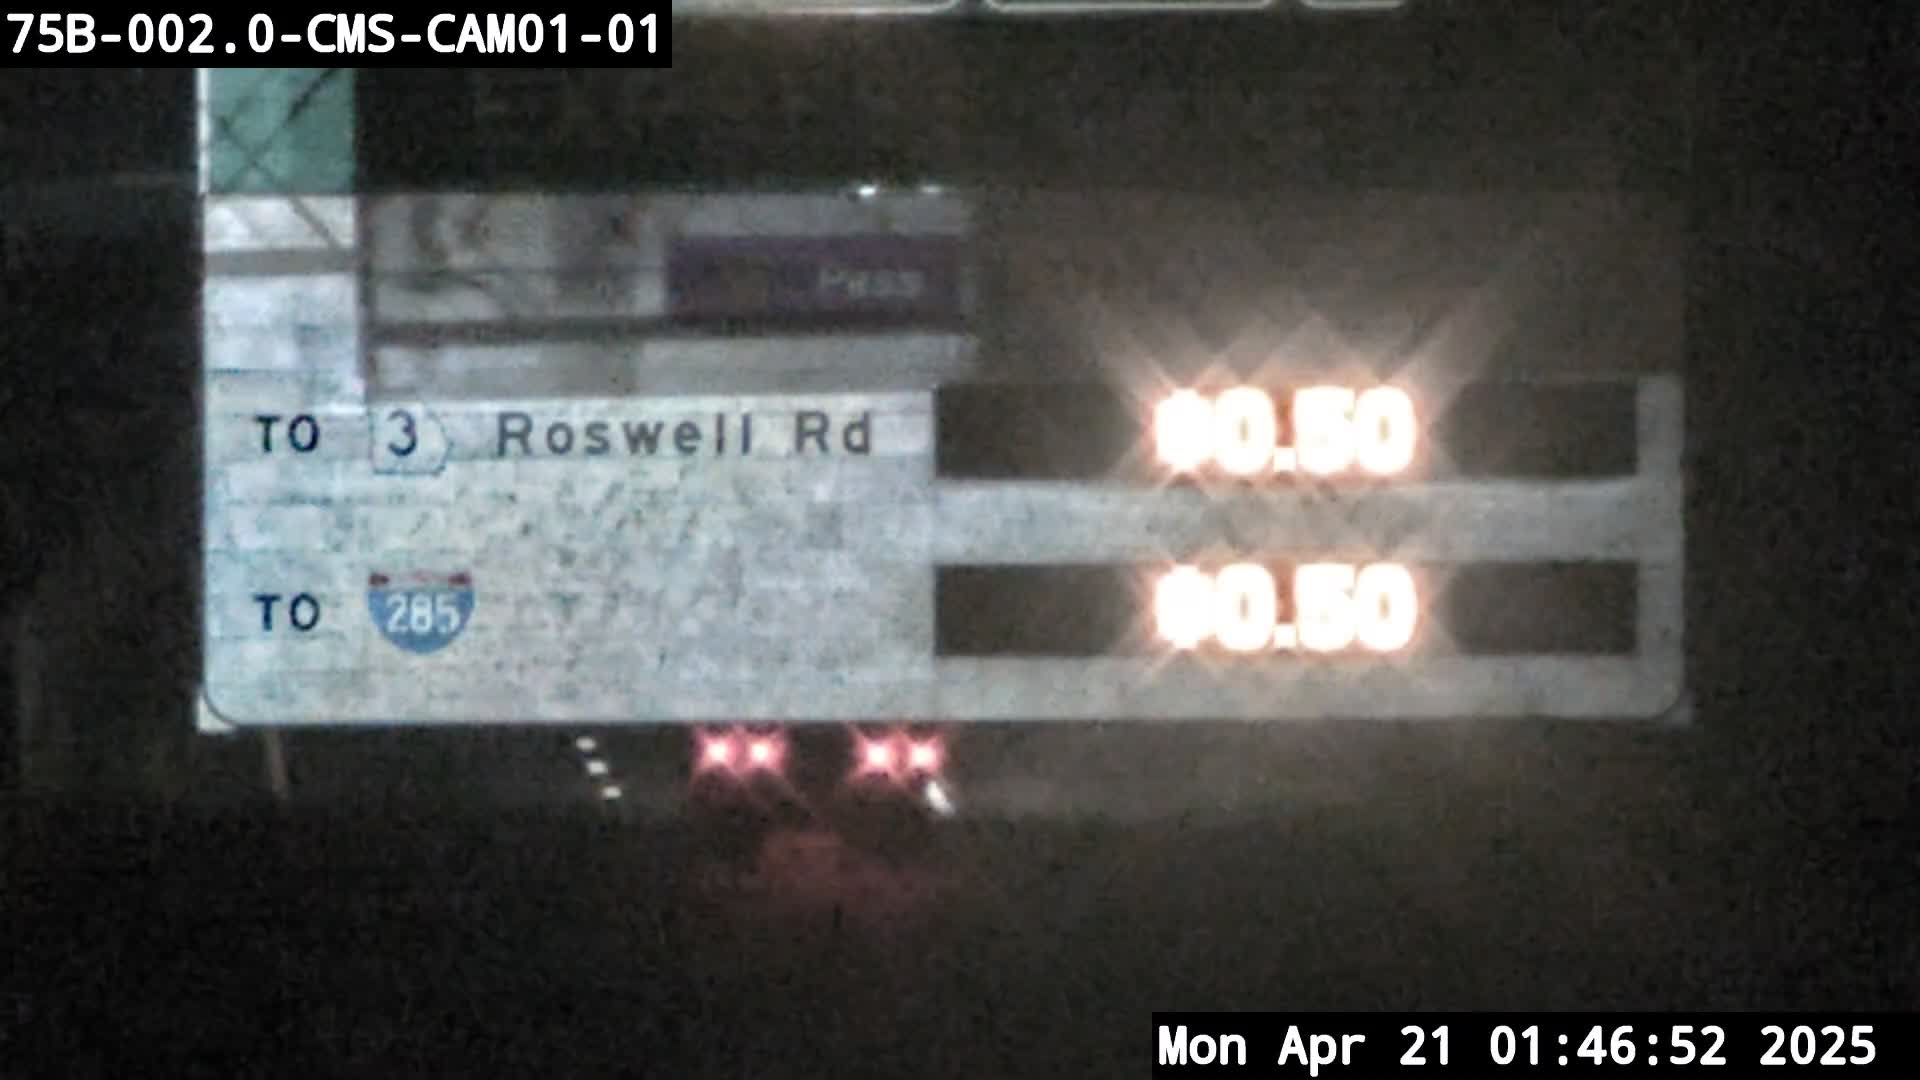 75B-002.0-CMS-CAM01-01
Pass
TO 3 Roswell Rd $0.50
TO 285 $0.50
Mon Apr 21 01:46:52 2025